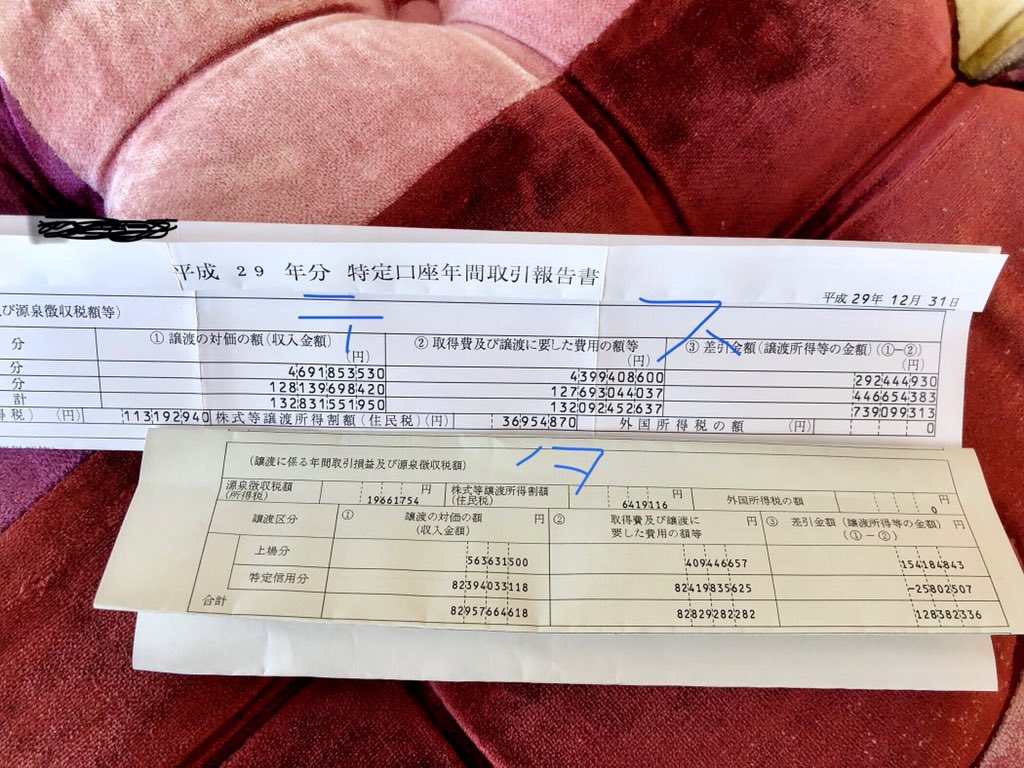 平成 29 年分 特定口座年間取引報告書
平成 29年 12月 31日
び源泉徴収税額等)
分 ① 譲渡の対価の額(収入金額) (円) ② 取得費及び譲渡に要した費用の額等 (円) ③ 差引金額(譲渡所得等の金額)(①−②) (円)
分 4691853530 4399408600 292444930
分 128139698420 127693044037 446654383
計 132831551950 132092452637 739099313
税) (円) 113192940 株式等譲渡所得割額(住民税)(円) 36954870 外国所得税の額 (円) 0
テスタ
(譲渡に係る年間取引損益及び源泉徴収税額)
源泉徴収税額(所得税) 19661754 円 株式等譲渡所得割額(住民税) 6419116 円 外国所得税の額 0 円
譲渡区分 ① 譲渡の対価の額(収入金額) 円 ② 取得費及び譲渡に要した費用の額等 円 ③ 差引金額(譲渡所得等の金額)(①−②) 円
上場分 563631500 409446657 154184843
特定信用分 82394033118 82419835625 -25802507
合計 82957664618 82829282282 128382336